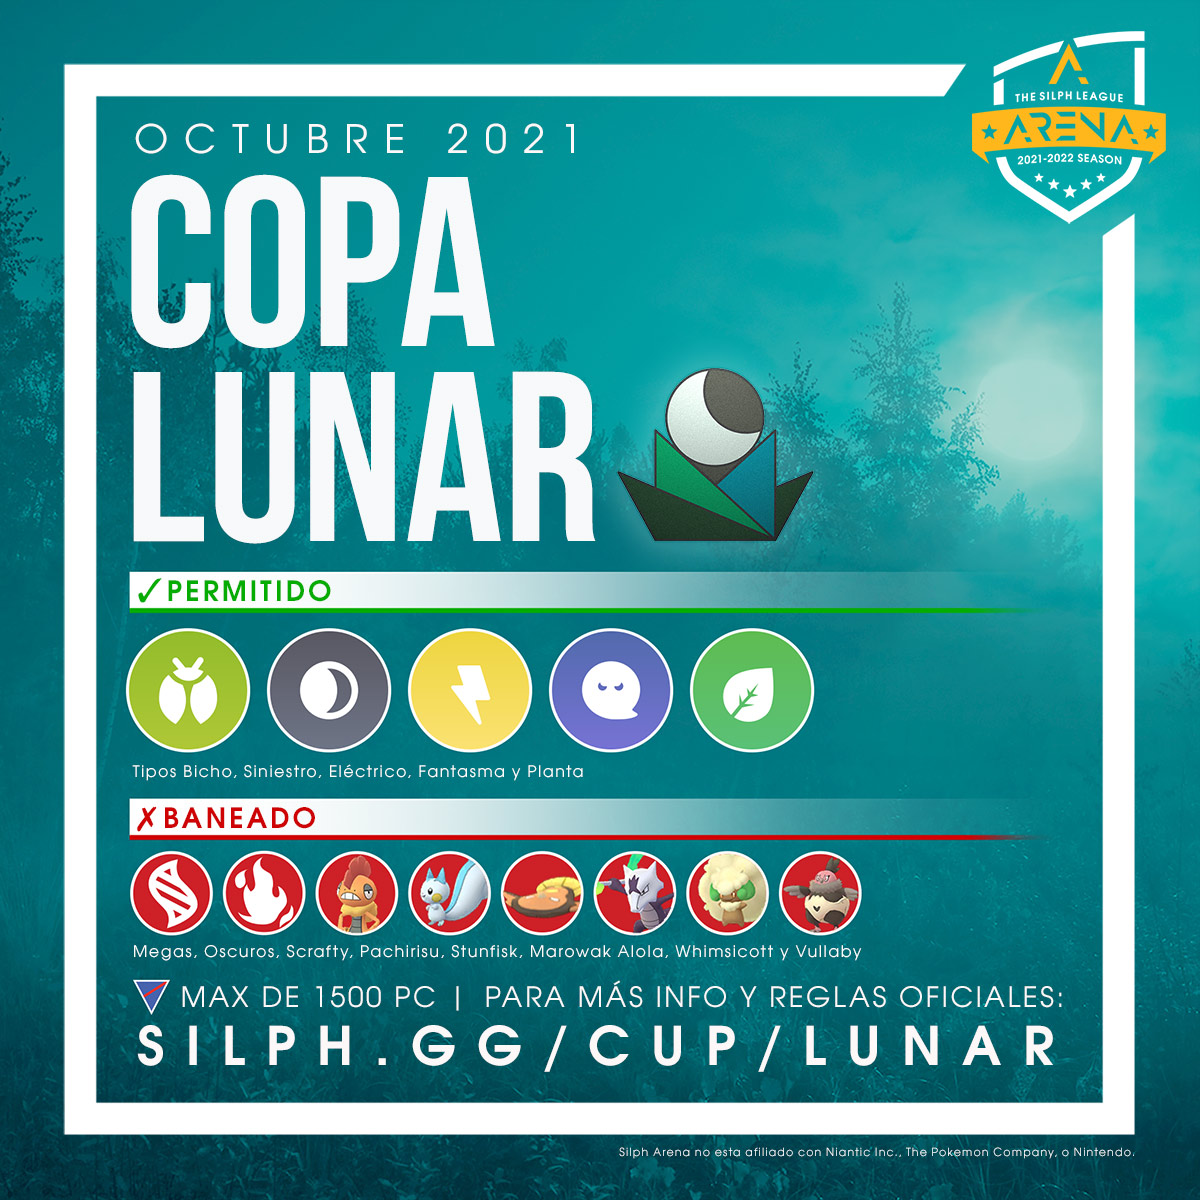 THE SILPH LEAGUE
ARENA
2021-2022 SEASON
OCTUBRE 2021
COPA
LUNAR
✓PERMITIDO
Tipos Bicho, Siniestro, Eléctrico, Fantasma y Planta
✗BANEADO
Megas, Oscuros, Scrafty, Pachirisu, Stunfisk, Marowak Alola, Whimsicott y Vullaby
MAX DE 1500 PC | PARA MÁS INFO Y REGLAS OFICIALES:
SILPH.GG/CUP/LUNAR
Silph Arena no esta afiliado con Niantic Inc., The Pokemon Company, o Nintendo.